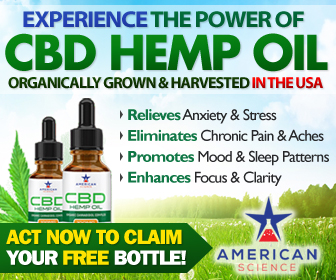 EXPERIENCE THE POWER OF
CBD HEMP OIL
ORGANICALLY GROWN & HARVESTED IN THE USA
Relieves Anxiety & Stress
Eliminates Chronic Pain & Aches
Promotes Mood & Sleep Patterns
Enhances Focus & Clarity
AMERICAN
CBD
HEMP OIL
AMERICAN
CBD
HEMP OIL
ACT NOW TO CLAIM
YOUR FREE BOTTLE!
AMERICAN
SCIENCE